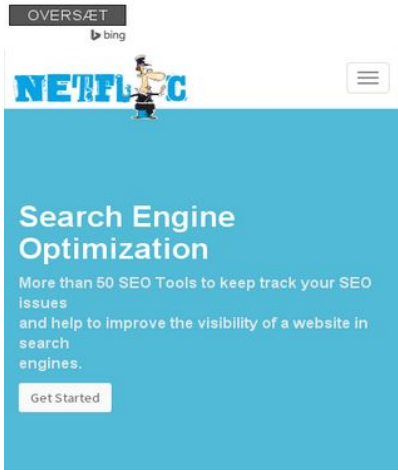 OVERSÆT
bing
NETFLIC
Search Engine
Optimization
More than 50 SEO Tools to keep track your SEO
issues
and help to improve the visibility of a website in
search
engines.
Get Started